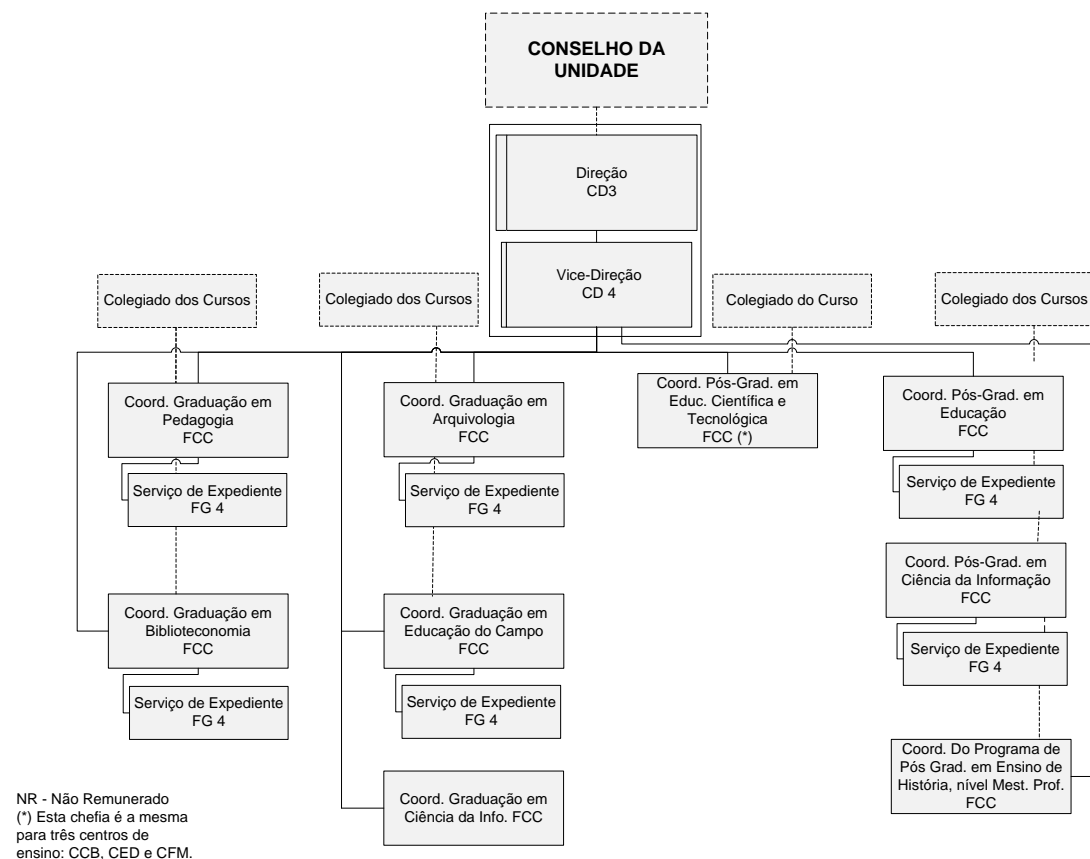 CONSELHO DA
UNIDADE
Direção
CD3
Vice-Direção
CD 4
Colegiado dos Cursos
Colegiado dos Cursos
Colegiado do Curso
Colegiado dos Cursos
Coord. Graduação em
Pedagogia
FCC
Serviço de Expediente
FG 4
Coord. Graduação em
Biblioteconomia
FCC
Serviço de Expediente
FG 4
Coord. Graduação em
Arquivologia
FCC
Serviço de Expediente
FG 4
Coord. Graduação em
Educação do Campo
FCC
Serviço de Expediente
FG 4
Coord. Graduação em
Ciência da Info. FCC
Coord. Pós-Grad. em
Educ. Científica e
Tecnológica
FCC (*)
Coord. Pós-Grad. em
Educação
FCC
Serviço de Expediente
FG 4
Coord. Pós-Grad. em
Ciência da Informação
FCC
Serviço de Expediente
FG 4
Coord. Do Programa de
Pós Grad. em Ensino de
História, nível Mest. Prof.
FCC
NR - Não Remunerado
(*) Esta chefia é a mesma
para três centros de
ensino: CCB, CED e CFM.